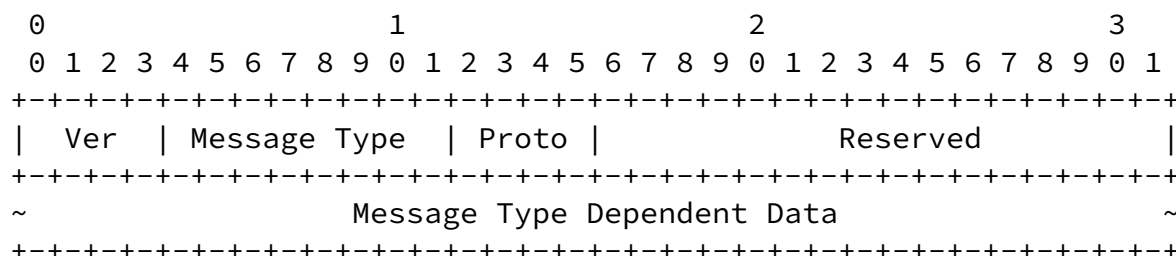 0                   1                   2                   3
 0 1 2 3 4 5 6 7 8 9 0 1 2 3 4 5 6 7 8 9 0 1 2 3 4 5 6 7 8 9 0 1
+-+-+-+-+-+-+-+-+-+-+-+-+-+-+-+-+-+-+-+-+-+-+-+-+-+-+-+-+-+-+-+-+
|  Ver  | Message Type  | Proto |             Reserved          |
+-+-+-+-+-+-+-+-+-+-+-+-+-+-+-+-+-+-+-+-+-+-+-+-+-+-+-+-+-+-+-+-+
~                  Message Type Dependent Data                  ~
+-+-+-+-+-+-+-+-+-+-+-+-+-+-+-+-+-+-+-+-+-+-+-+-+-+-+-+-+-+-+-+-+